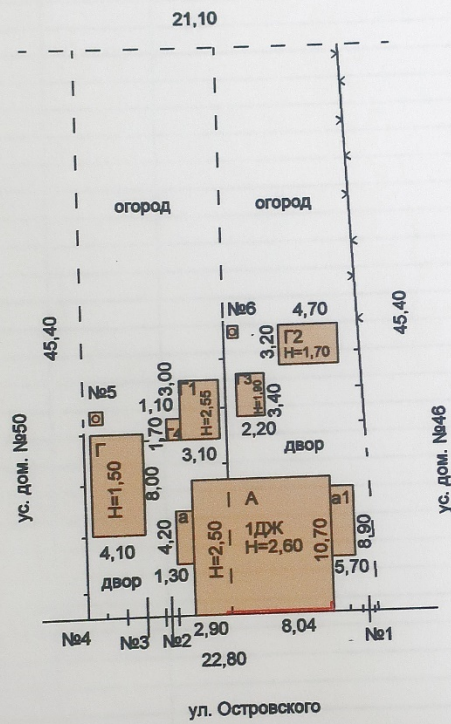 21,10
огород
огород
№6
4,70
3,20
Г2
Н=1,70
45,40
45,40
№5
3,00
1,10
Г1
Н=2,55
Г3
Н=1,90
3,40
2,20
1,70
Г4
3,10
двор
ус. дом. №50
ус. дом. №46
Г
Н=1,50
8,00
4,10
двор
а
4,20
1,30
Н=2,50
А
1ДЖ
Н=2,60
10,70
а1
8,90
5,70
№4
№3
№2
2,90
8,04
№1
22,80
ул. Островского